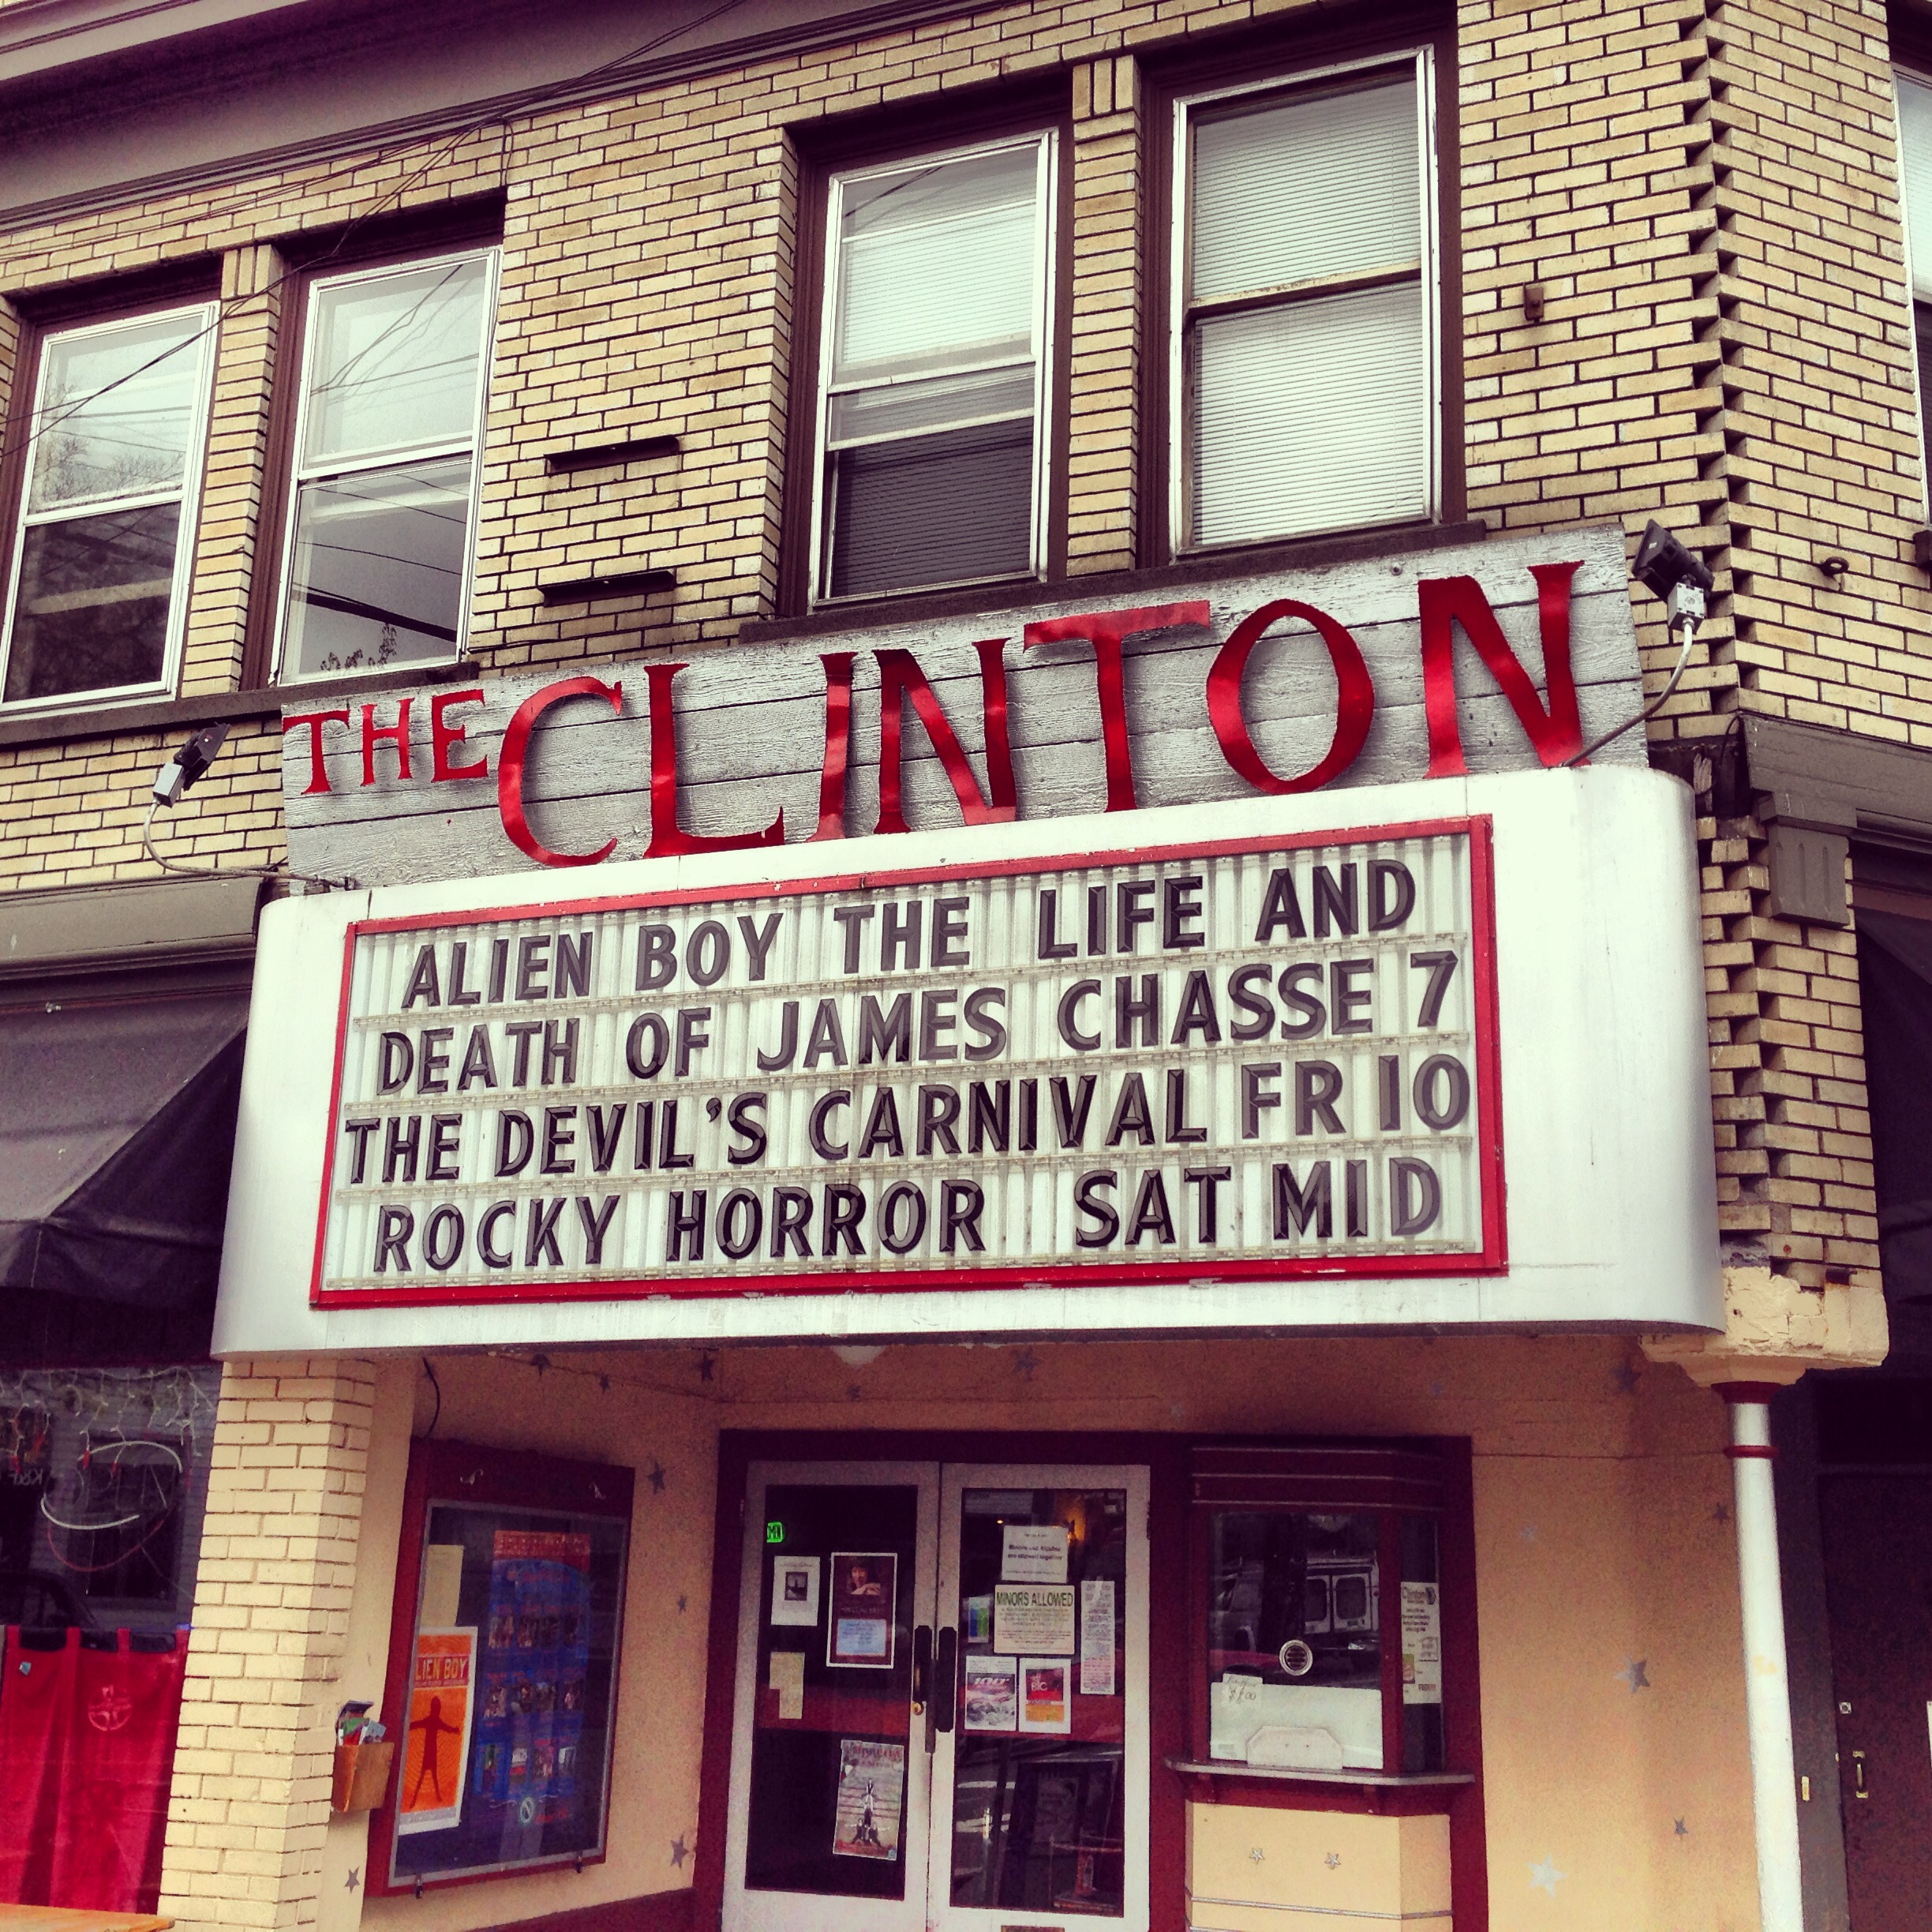 THE CLINTON
ALIEN BOY THE LIFE AND
DEATH OF JAMES CHASSE 7
THE DEVIL'S CARNIVAL FR 10
ROCKY HORROR SAT MID
LIEN BOY
MINORS ALLOWED
BIG